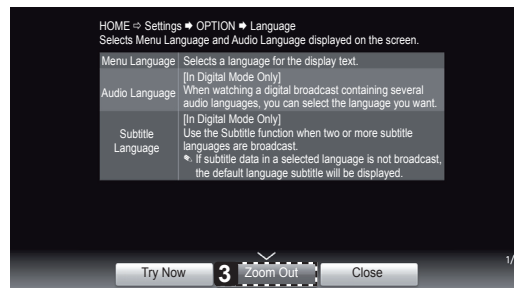 HOME ⇨ Settings ➡ OPTION ➡ Language
Selects Menu Language and Audio Language displayed on the screen.
Menu Language Selects a language for the display text.
Audio Language
[In Digital Mode Only]
When watching a digital broadcast containing several
audio languages, you can select the language you want.
Subtitle
Language
[In Digital Mode Only]
Use the Subtitle function when two or more subtitle
languages are broadcast.
✎ If subtitle data in a selected language is not broadcast,
the default language subtitle will be displayed.
1/
Try Now 3 Zoom Out Close